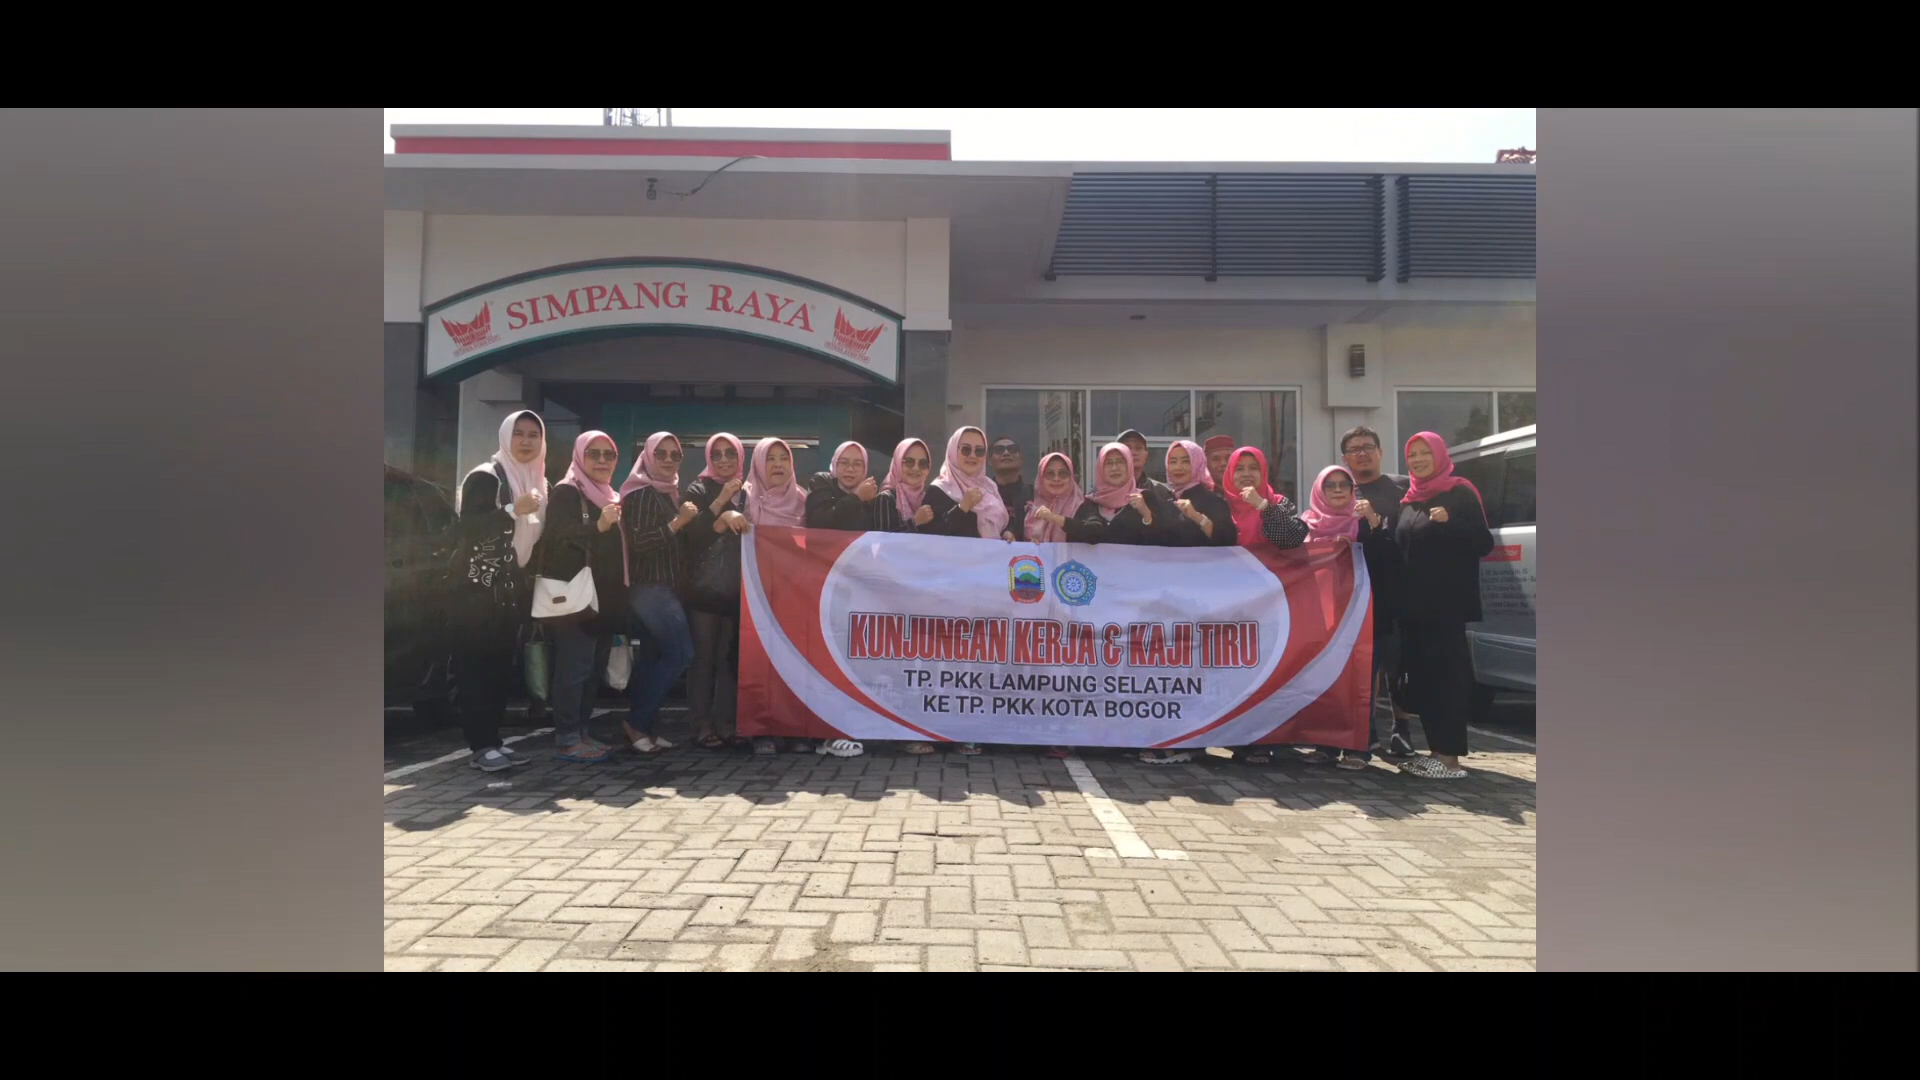 SIMPANG RAYA
KUNJUNGAN KERJA & KAJI TIRU
TP. PKK LAMPUNG SELATAN
KE TP. PKK KOTA BOGOR